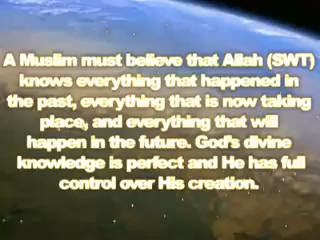 A Muslim must believe that Allah (SWT)
knows everything that happened in
the past, everything that is now taking
place, and everything that will
happen in the future. God's divine
knowledge is perfect and He has full
control over His creation.